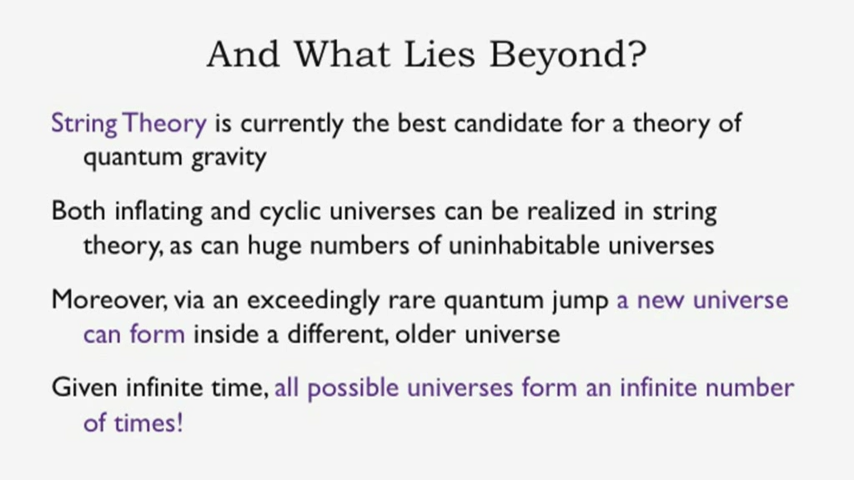 And What Lies Beyond?
String Theory is currently the best candidate for a theory of
quantum gravity
Both inflating and cyclic universes can be realized in string
theory, as can huge numbers of uninhabitable universes
Moreover, via an exceedingly rare quantum jump a new universe
can form inside a different, older universe
Given infinite time, all possible universes form an infinite number
of times!